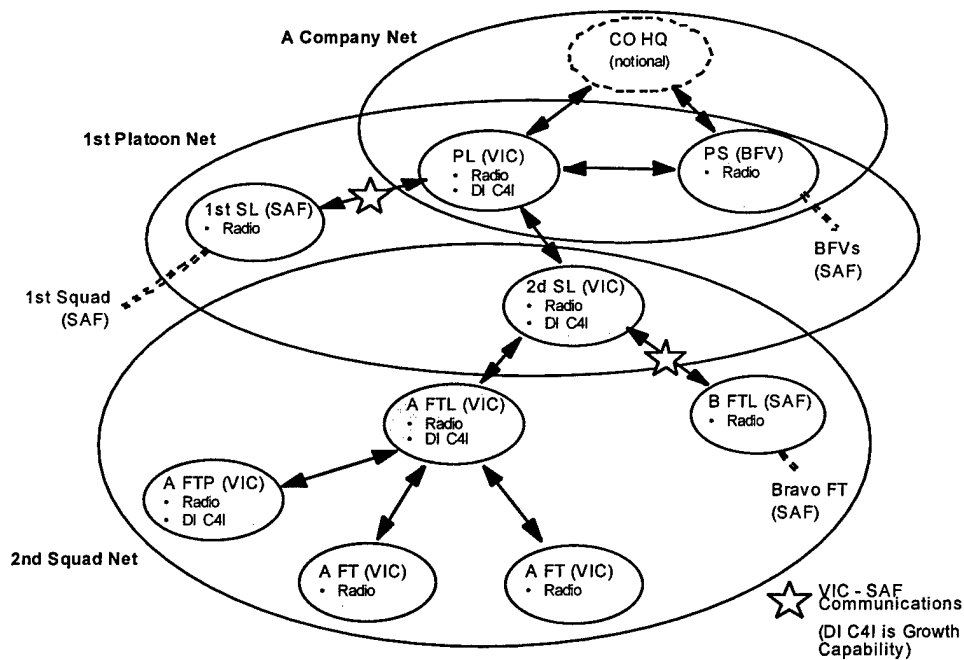 A Company Net
CO HQ
(notional)
1st Platoon Net
PL (VIC)
• Radio
• DI C4I
PS (BFV)
• Radio
1st SL (SAF)
• Radio
BFVs
(SAF)
1st Squad
(SAF)
2d SL (VIC)
• Radio
• DI C4I
A FTL (VIC)
• Radio
• DI C4I
B FTL (SAF)
• Radio
A FTP (VIC)
• Radio
• DI C4I
Bravo FT
(SAF)
2nd Squad Net
A FT (VIC)
• Radio
A FT (VIC)
• Radio
VIC - SAF
Communications
(DI C4I is Growth
Capability)